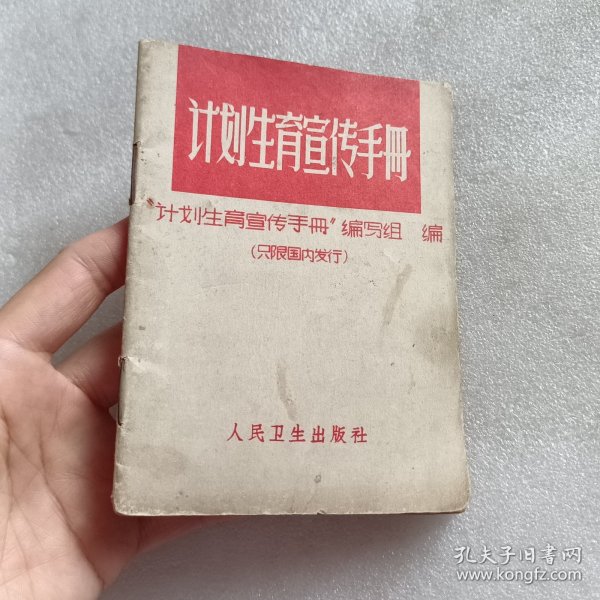 计划生育宣传手册
“计划生育宣传手册”编写组 编
(只限国内发行)
人民卫生出版社
孔夫子旧书网
www.kongfz.com